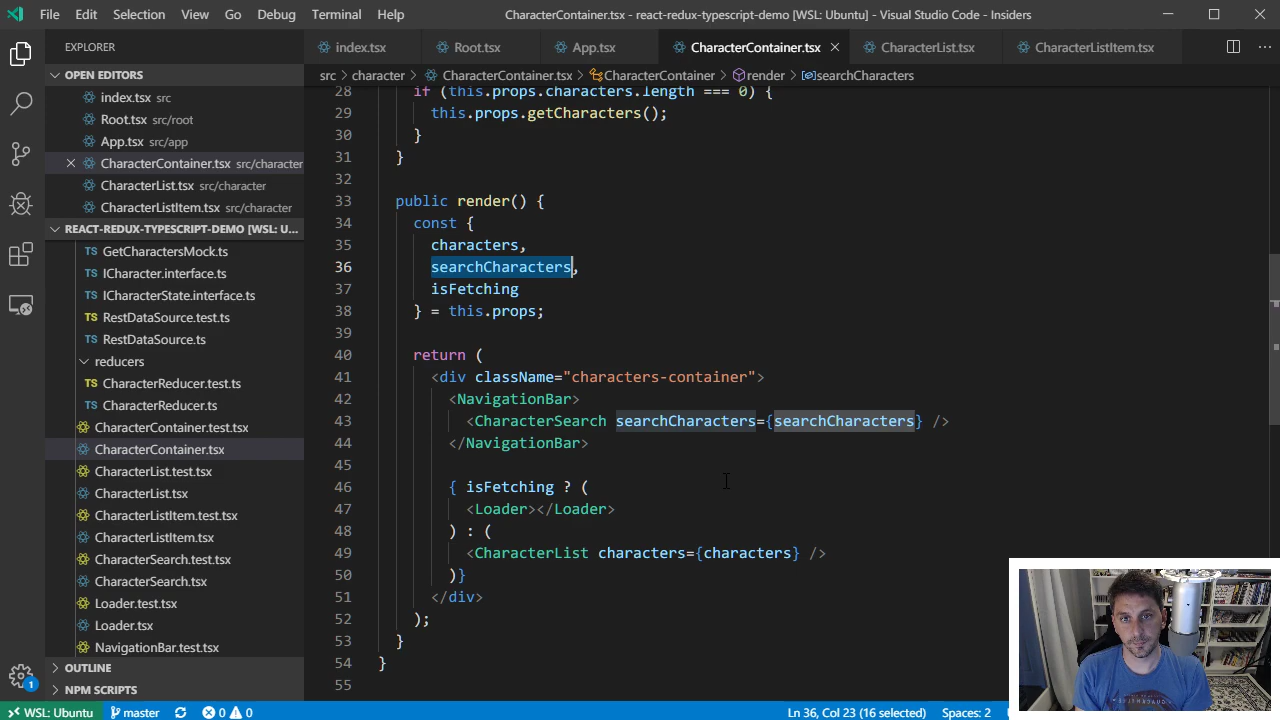 File Edit Selection View Go Debug Terminal Help
CharacterContainer.tsx - react-redux-typescript-demo [WSL: Ubuntu] - Visual Studio Code - Insiders
EXPLORER
index.tsx Root.tsx App.tsx CharacterContainer.tsx CharacterList.tsx CharacterListItem.tsx
OPEN EDITORS
index.tsx src
Root.tsx src/root
App.tsx src/app
CharacterContainer.tsx src/character
CharacterList.tsx src/character
CharacterListItem.tsx src/character
REACT-REDUX-TYPESCRIPT-DEMO [WSL: U...
GetCharactersMock.ts
ICharacter.interface.ts
ICharacterState.interface.ts
RestDataSource.test.ts
RestDataSource.ts
reducers
CharacterReducer.test.ts
CharacterReducer.ts
CharacterContainer.test.tsx
CharacterContainer.tsx
CharacterList.test.tsx
CharacterList.tsx
CharacterListItem.test.tsx
CharacterListItem.tsx
CharacterSearch.test.tsx
CharacterSearch.tsx
Loader.test.tsx
Loader.tsx
NavigationBar.test.tsx
OUTLINE
NPM SCRIPTS
src > character > CharacterContainer.tsx > CharacterContainer > render > searchCharacters
28 if (this.props.characters.length === 0) {
29 this.props.getCharacters();
30 }
31 }
32
33 public render() {
34 const {
35 characters,
36 searchCharacters,
37 isFetching
38 } = this.props;
39
40 return (
41 <div className="characters-container">
42 <NavigationBar>
43 <CharacterSearch searchCharacters={searchCharacters} />
44 </NavigationBar>
45
46 { isFetching ? (
47 <Loader></Loader>
48 ) : (
49 <CharacterList characters={characters} />
50 )}
51 </div>
52 );
53 }
54 }
55
1
WSL: Ubuntu master 0 0 Ln 36, Col 23 (16 selected) Spaces: 2